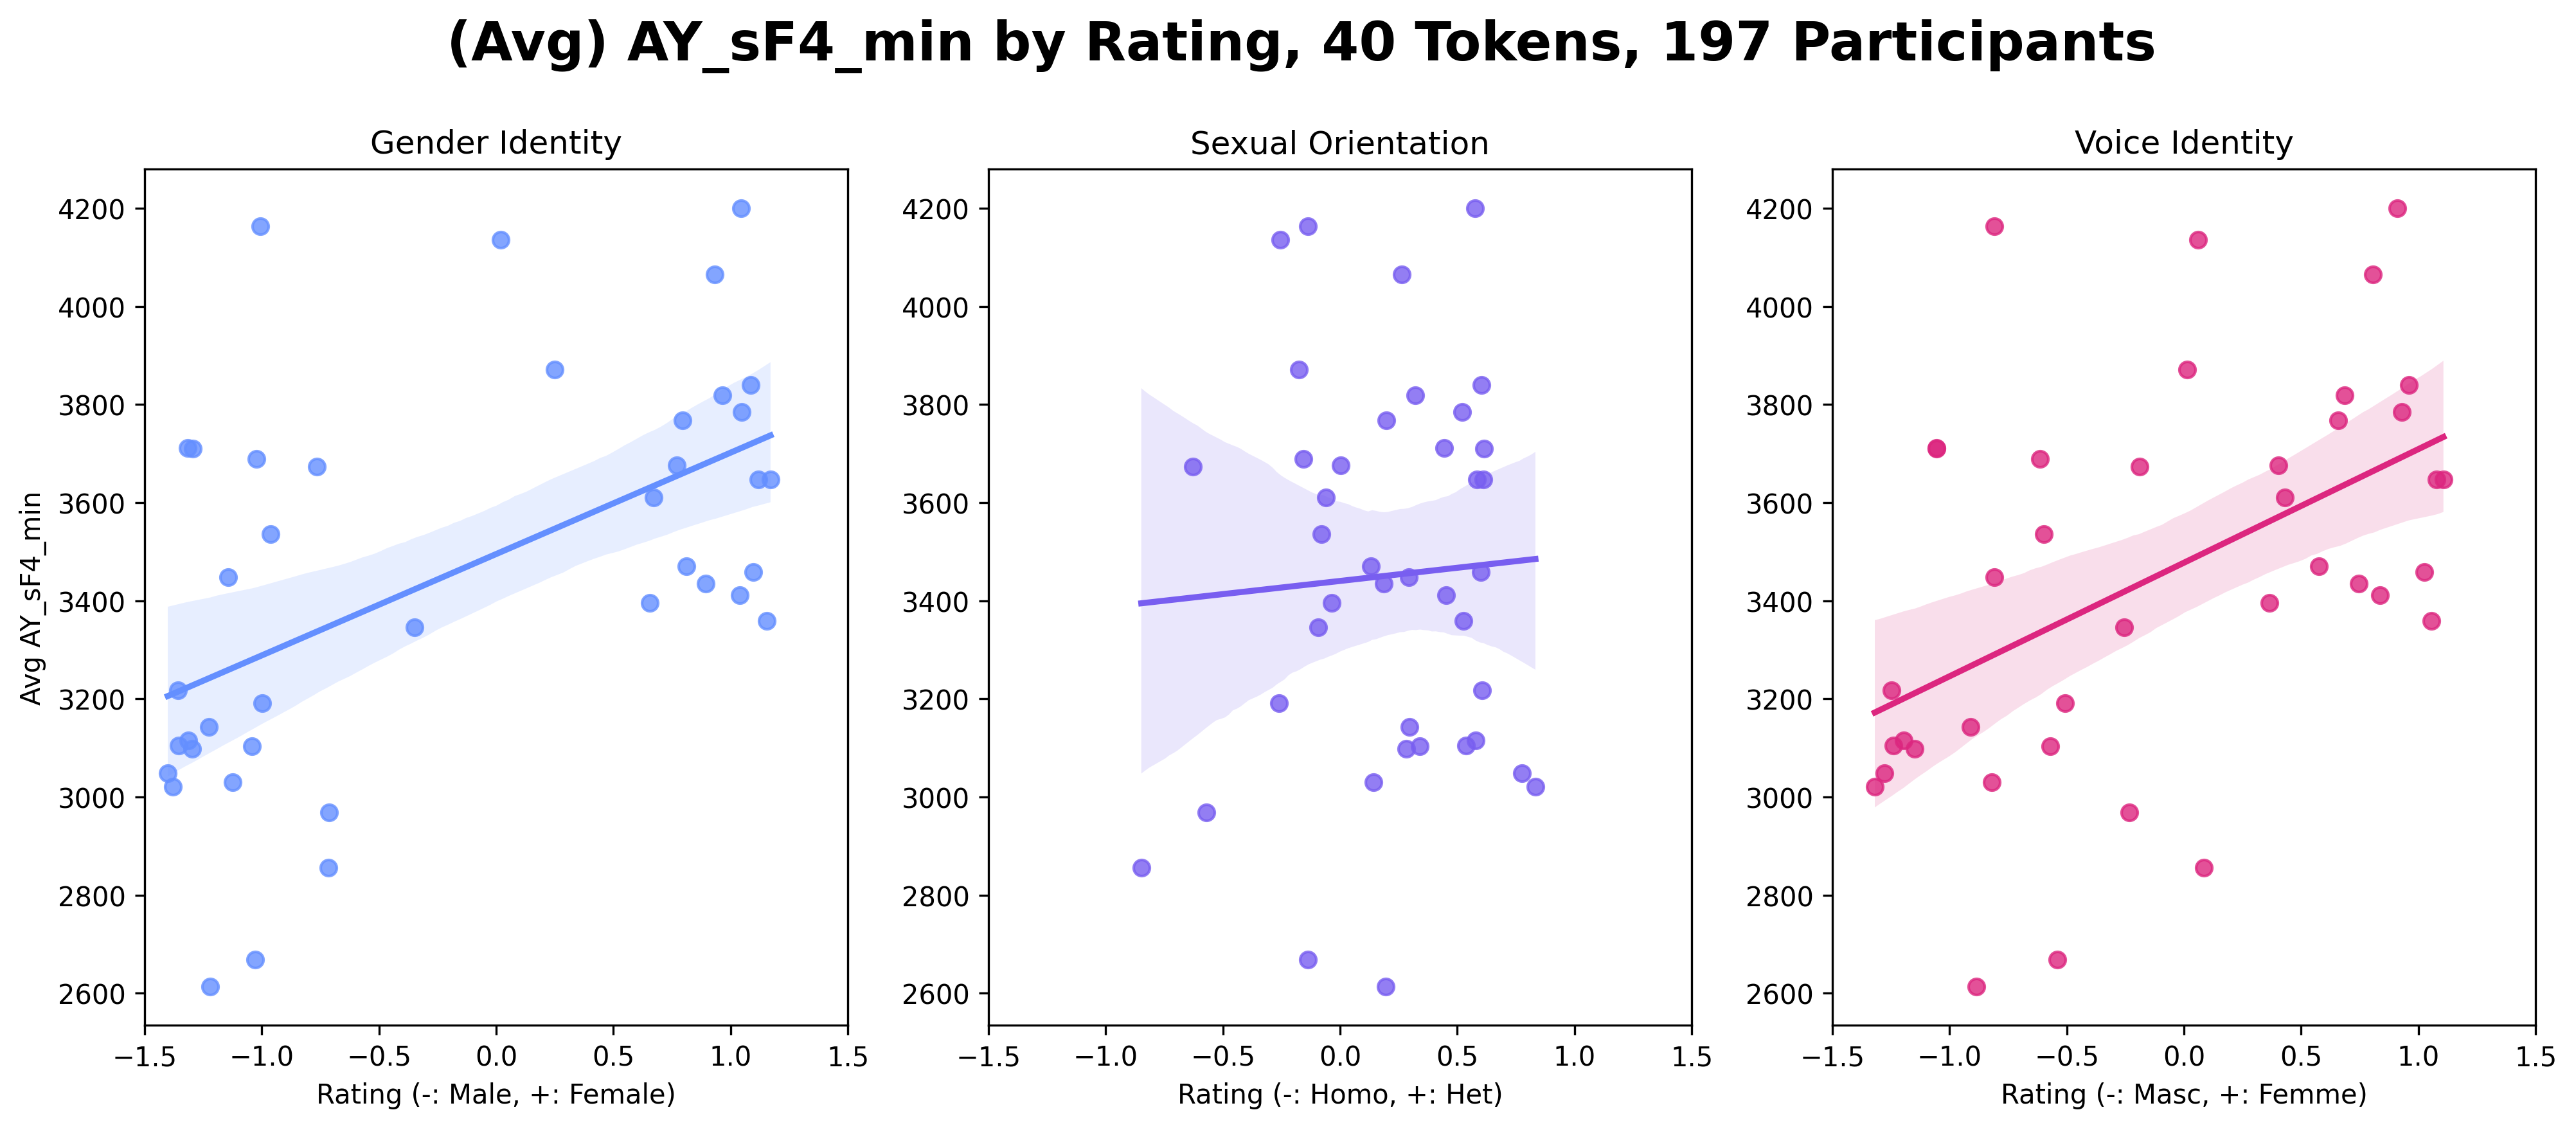 (Avg) AY_sF4_min by Rating, 40 Tokens, 197 Participants
Gender Identity
Sexual Orientation
Voice Identity
Avg AY_sF4_min
4200
4000
3800
3600
3400
3200
3000
2800
2600
−1.5 −1.0 −0.5 0.0 0.5 1.0 1.5
Rating (-: Male, +: Female)
4200
4000
3800
3600
3400
3200
3000
2800
2600
−1.5 −1.0 −0.5 0.0 0.5 1.0 1.5
Rating (-: Homo, +: Het)
4200
4000
3800
3600
3400
3200
3000
2800
2600
−1.5 −1.0 −0.5 0.0 0.5 1.0 1.5
Rating (-: Masc, +: Femme)